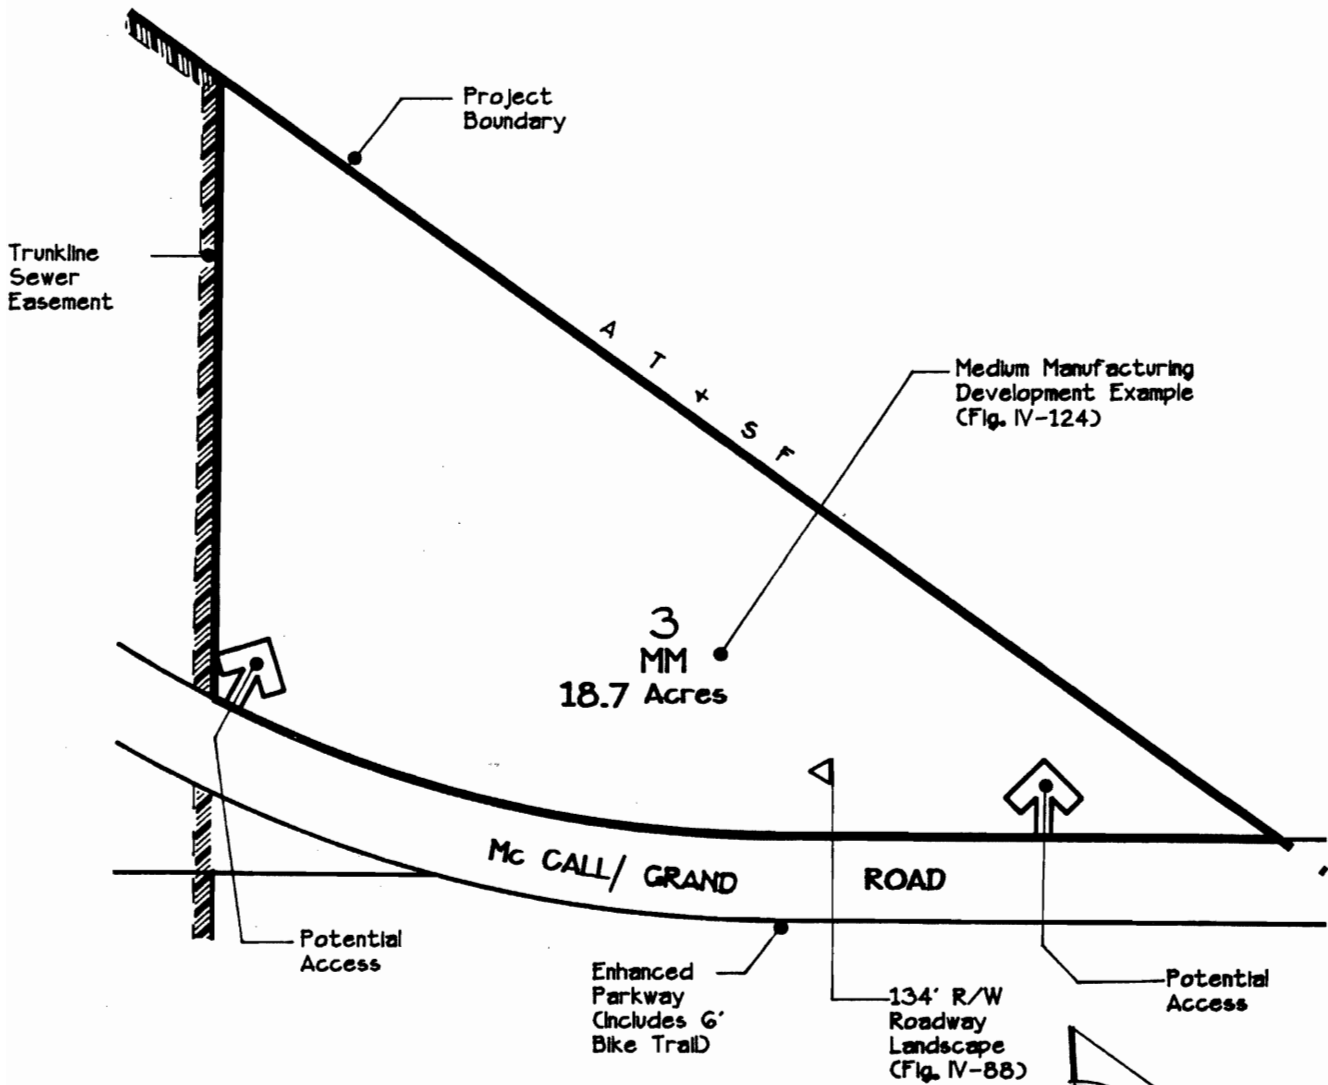 Project
Boundary
Trunkline
Sewer
Easement
A T + SF
Medium Manufacturing
Development Example
(Fig. IV-124)
3
MM
18.7 Acres
Mc CALL/ GRAND ROAD
Potential
Access
Enhanced
Parkway
(Includes 6'
Bike Trail)
134' R/W
Roadway
Landscape
(Fig. IV-88)
Potential
Access